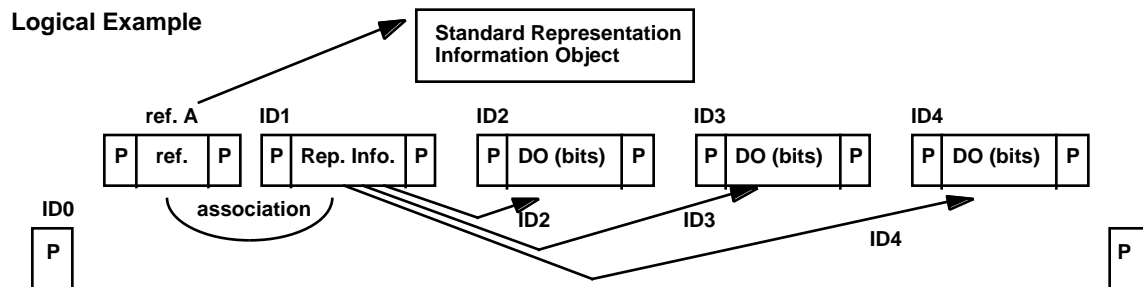 Logical Example
Standard Representation
Information Object
ref. A
ID1
ID2
ID3
ID4
P ref. P
P Rep. Info. P
P DO (bits) P
P DO (bits) P
P DO (bits) P
association
ID2
ID3
ID4
ID0
P
P